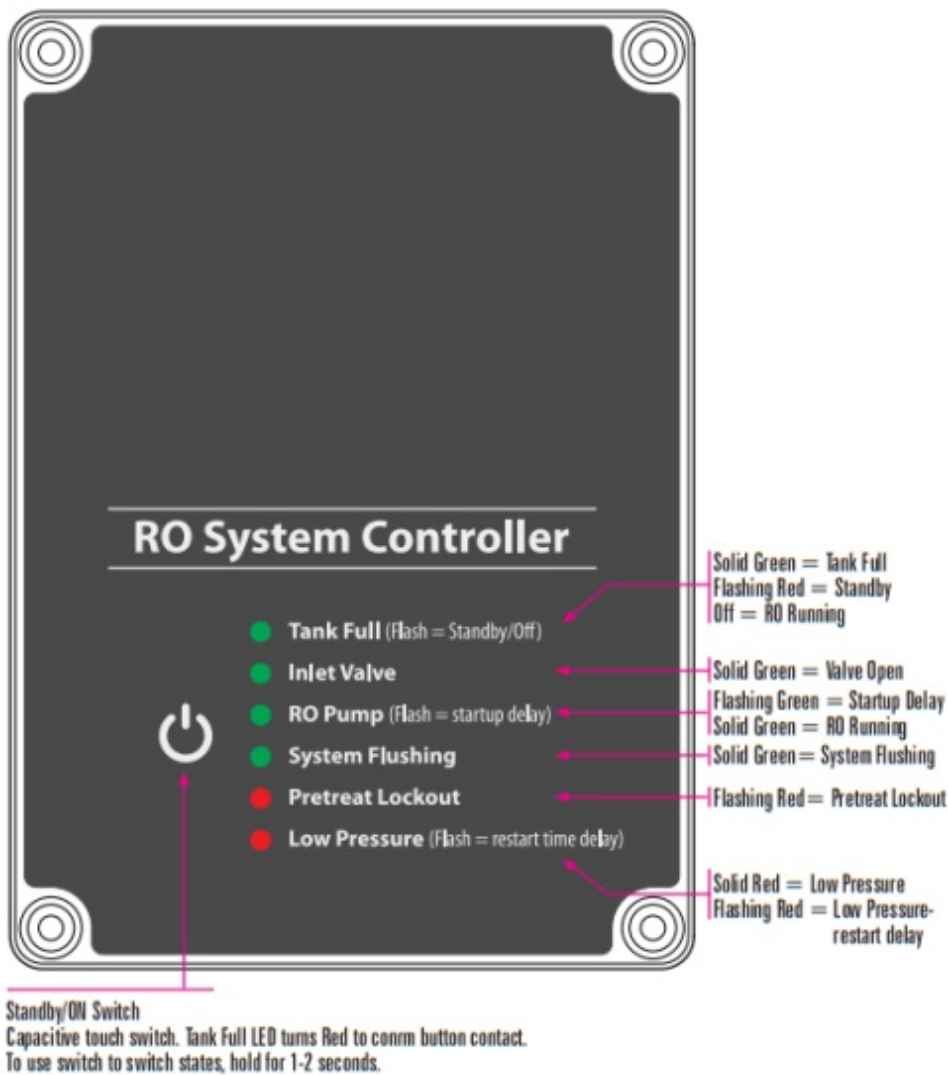 RO System Controller
Tank Full (Flash = Standby/Off)
Inlet Valve
RO Pump (Flash = startup delay)
System Flushing
Pretreat Lockout
Low Pressure (Flash = restart time delay)
Solid Green = Tank Full
Flashing Red = Standby
Off = RO Running
Solid Green = Valve Open
Flashing Green = Startup Delay
Solid Green = RO Running
Solid Green = System Flushing
Flashing Red = Pretreat Lockout
Solid Red = Low Pressure
Flashing Red = Low Pressure-
restart delay
Standby/ON Switch
Capacitive touch switch. Tank Full LED turns Red to conrm button contact.
To use switch to switch states, hold for 1-2 seconds.